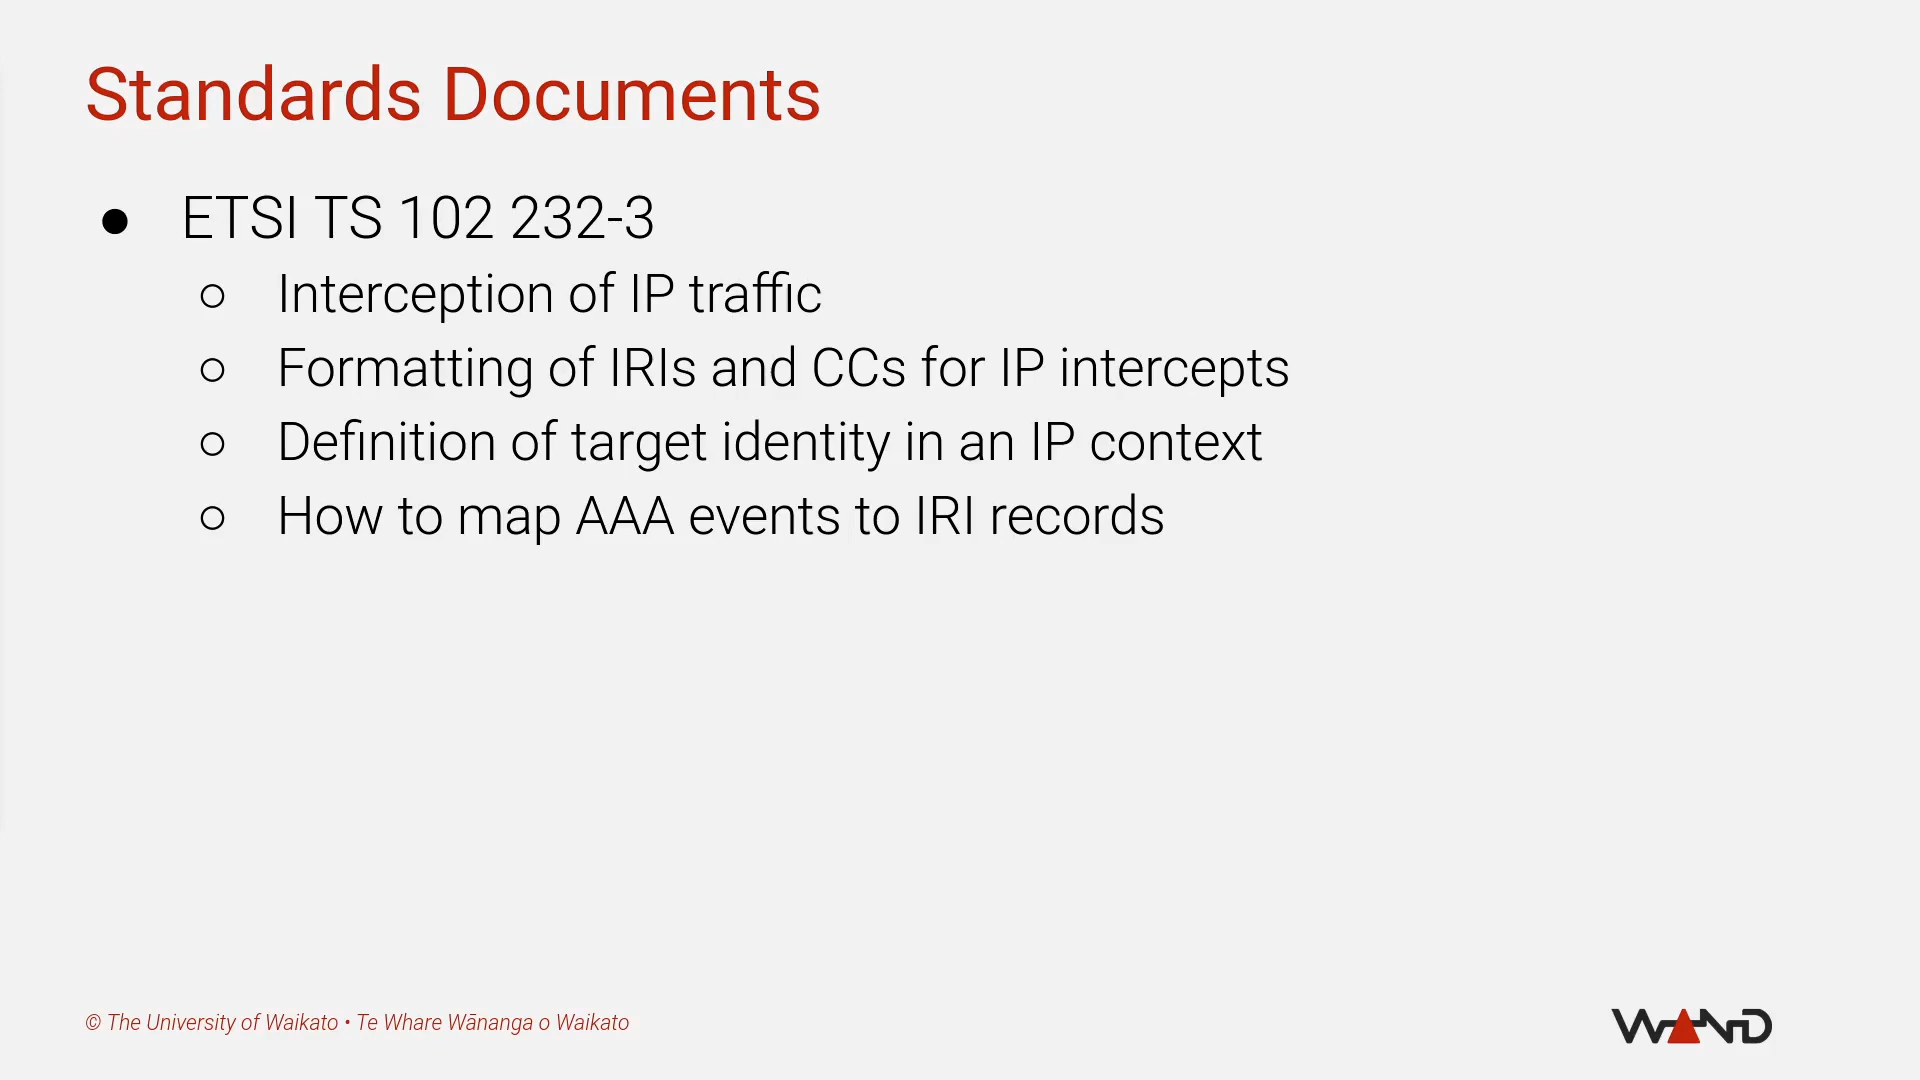 Standards Documents
● ETSI TS 102 232-3
○ Interception of IP traffic
○ Formatting of IRIs and CCs for IP intercepts
○ Definition of target identity in an IP context
○ How to map AAA events to IRI records
© The University of Waikato • Te Whare Wānanga o Waikato
WAND